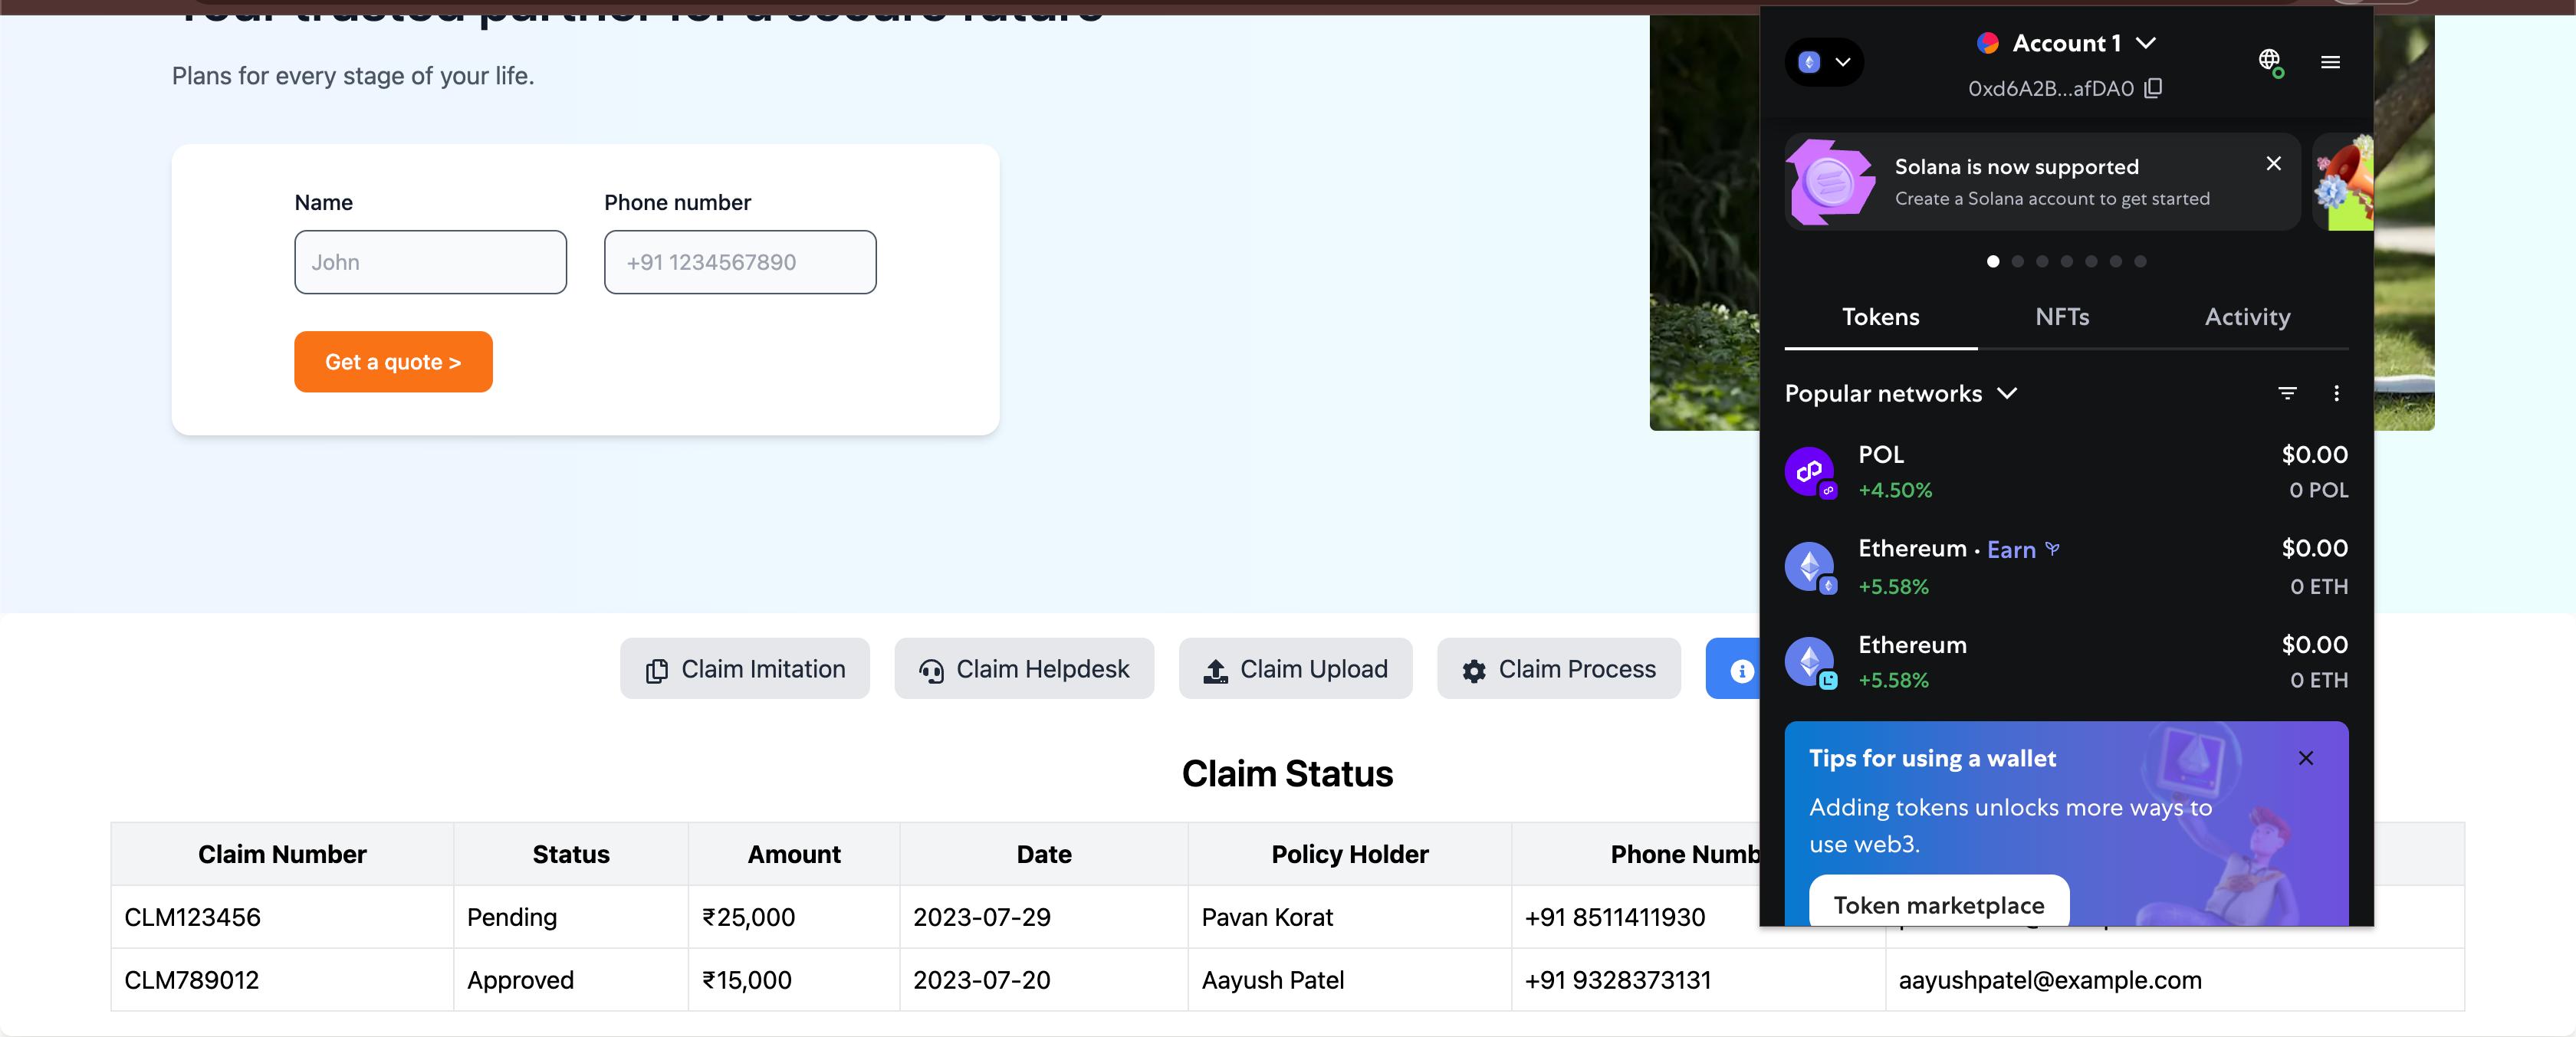 Your trusted partner for a secure future
Plans for every stage of your life.
Name
Phone number
John
+91 1234567890
Get a quote >
Account 1
0xd6A2B...afDA0
Solana is now supported
Create a Solana account to get started
Tokens
NFTs
Activity
Popular networks
POL
$0.00
+4.50%
0 POL
Ethereum • Earn
$0.00
+5.58%
0 ETH
Ethereum
$0.00
+5.58%
0 ETH
Tips for using a wallet
Adding tokens unlocks more ways to
use web3.
Token marketplace
Claim Imitation
Claim Helpdesk
Claim Upload
Claim Process
Claim Status
Claim Number Status Amount Date Policy Holder Phone Numb
CLM123456 Pending ₹25,000 2023-07-29 Pavan Korat +91 8511411930
CLM789012 Approved ₹15,000 2023-07-20 Aayush Patel +91 9328373131 aayushpatel@example.com